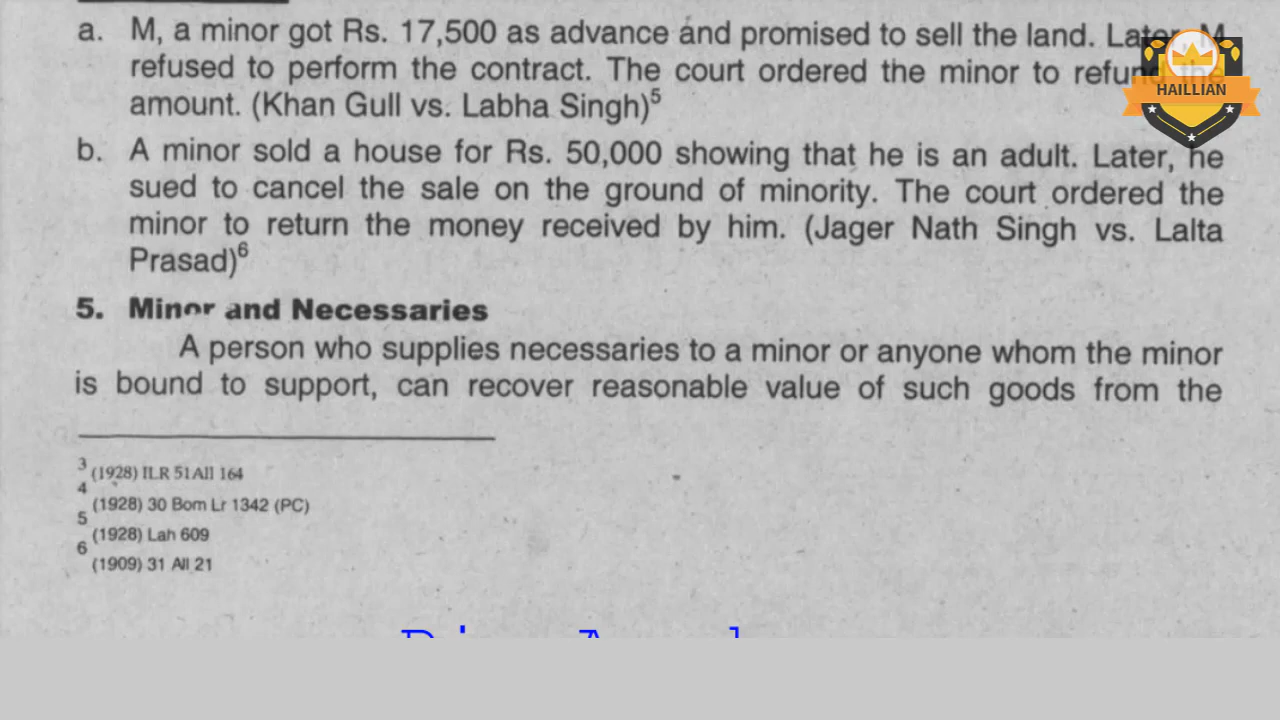 a. M, a minor got Rs. 17,500 as advance and promised to sell the land. Later, M
refused to perform the contract. The court ordered the minor to refund the
amount. (Khan Gull vs. Labha Singh)5
HAILLIAN
b. A minor sold a house for Rs. 50,000 showing that he is an adult. Later, he
sued to cancel the sale on the ground of minority. The court ordered the
minor to return the money received by him. (Jager Nath Singh vs. Lalta
Prasad)6
5. Minor and Necessaries
A person who supplies necessaries to a minor or anyone whom the minor
is bound to support, can recover reasonable value of such goods from the
3 (1928) ILR 51 All 164
4 (1928) 30 Bom Lr 1342 (PC)
5 (1928) Lah 609
6 (1909) 31 All 21